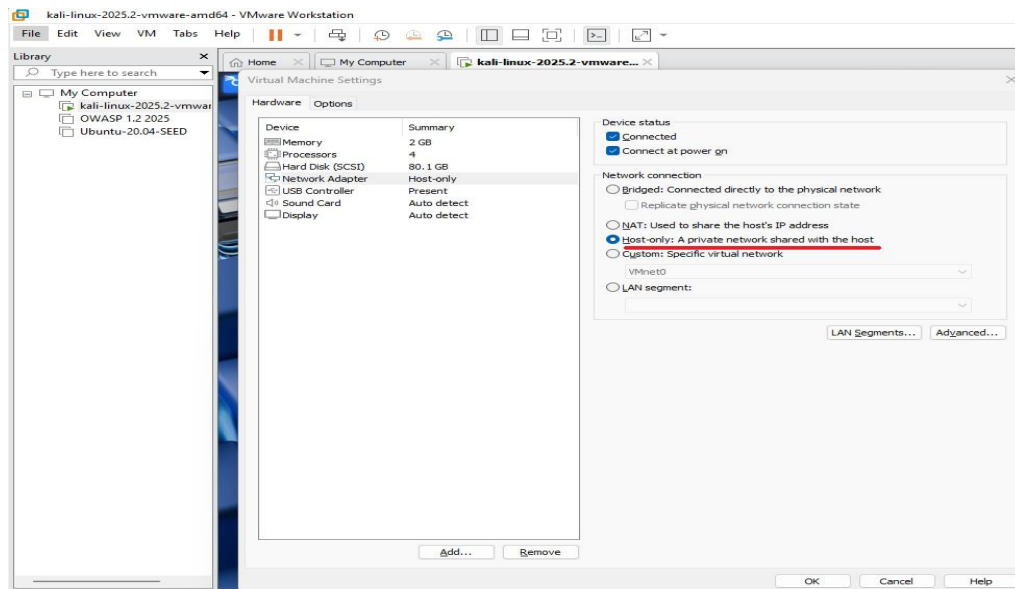 kali-linux-2025.2-vmware-amd64 - VMware Workstation
File Edit View VM Tabs Help
Library
Type here to search
My Computer
kali-linux-2025.2-vmwar
OWASP 1.2 2025
Ubuntu-20.04-SEED
Home My Computer kali-linux-2025.2-vmware...
Virtual Machine Settings
Hardware Options
Device Summary
Memory 2 GB
Processors 4
Hard Disk (SCSI) 80.1 GB
Network Adapter Host-only
USB Controller Present
Sound Card Auto detect
Display Auto detect
Add... Remove
Device status
Connected
Connect at power on
Network connection
Bridged: Connected directly to the physical network
Replicate physical network connection state
NAT: Used to share the host's IP address
Host-only: A private network shared with the host
Custom: Specific virtual network
VMnet0
LAN segment:
LAN Segments... Advanced...
OK Cancel Help